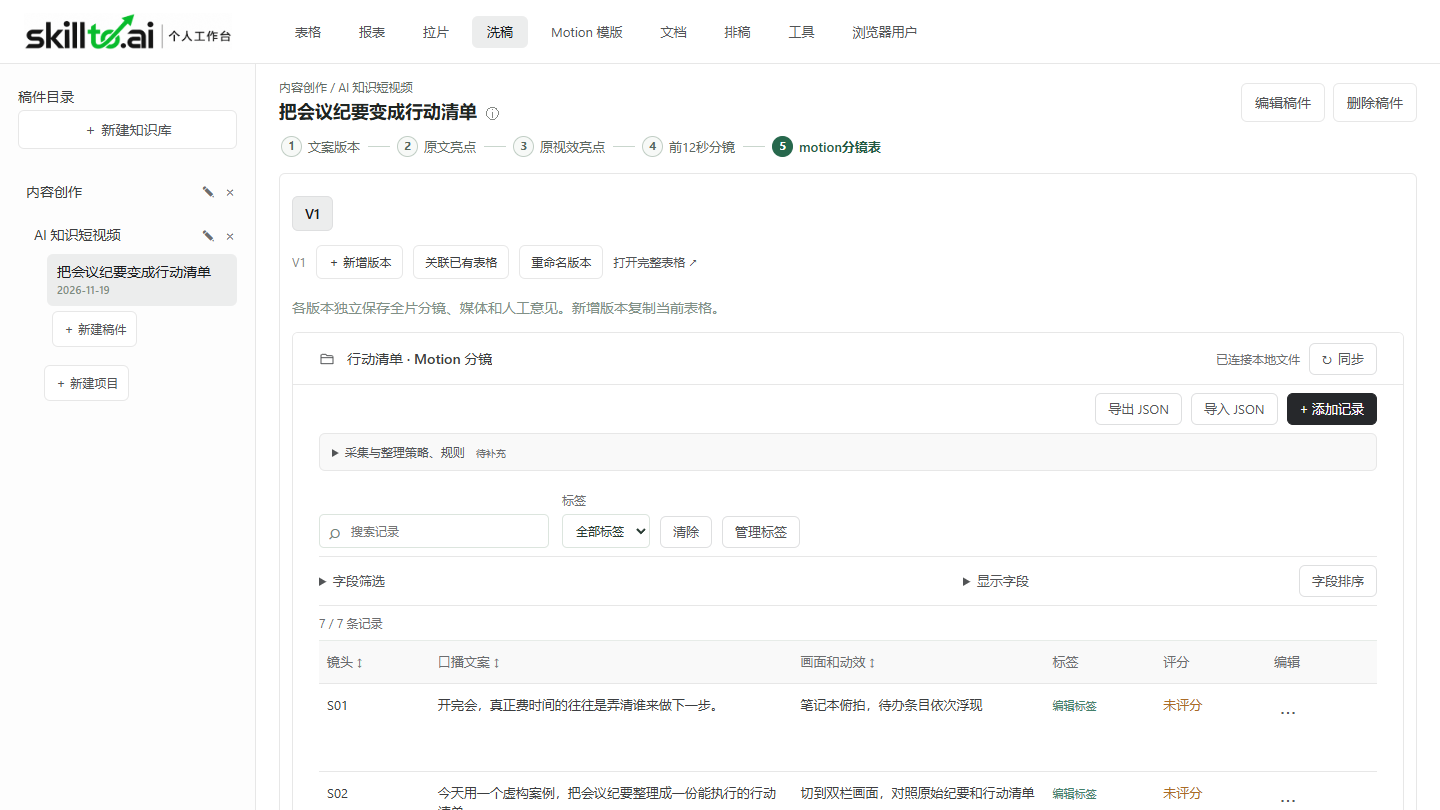 skillto.ai 个人工作台
表格 报表 拉片 洗稿 Motion 模版 文档 排稿 工具 浏览器用户
稿件目录
+ 新建知识库
内容创作
AI 知识短视频
把会议纪要变成行动清单
2026-11-19
+ 新建稿件
+ 新建项目
内容创作 / AI 知识短视频
把会议纪要变成行动清单
编辑稿件 删除稿件
1 文案版本 2 原文亮点 3 原视效亮点 4 前12秒分镜 5 motion分镜表
V1
V1 + 新增版本 关联已有表格 重命名版本 打开完整表格 ↗
各版本独立保存全片分镜、媒体和人工意见。新增版本复制当前表格。
行动清单 · Motion 分镜 已连接本地文件 ↻ 同步
导出 JSON 导入 JSON + 添加记录
▶ 采集与整理策略、规则 待补充
标签
搜索记录 全部标签 清除 管理标签
▶ 字段筛选 ▶ 显示字段 字段排序
7 / 7 条记录
镜头 ↕ 口播文案 ↕ 画面和动效 ↕ 标签 评分 编辑
S01 开完会，真正费时间的往往是弄清谁来做下一步。 笔记本俯拍，待办条目依次浮现 编辑标签 未评分 ...
S02 今天用一个虚构案例，把会议纪要整理成一份能执行的行动 切到双栏画面，对照原始纪要和行动清单 编辑标签 未评分 ...
清单